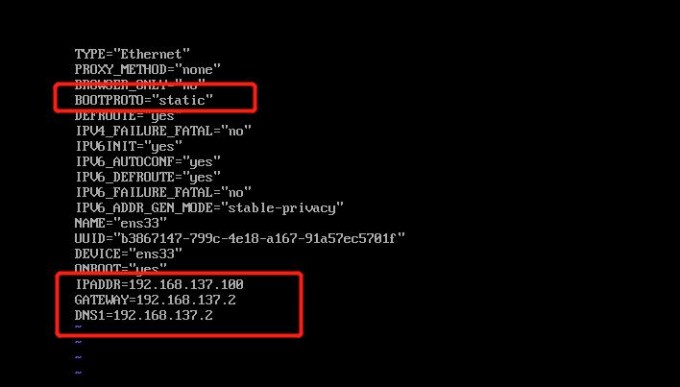 TYPE="Ethernet"
PROXY_METHOD="none"
BROWSER_ONLY="no"
BOOTPROTO="static"
DEFROUTE="yes"
IPV4_FAILURE_FATAL="no"
IPV6INIT="yes"
IPV6_AUTOCONF="yes"
IPV6_DEFROUTE="yes"
IPV6_FAILURE_FATAL="no"
IPV6_ADDR_GEN_MODE="stable-privacy"
NAME="ens33"
UUID="b3867147-799c-4e18-a167-91a57ec5701f"
DEVICE="ens33"
ONBOOT="yes"
IPADDR=192.168.137.100
GATEWAY=192.168.137.2
DNS1=192.168.137.2
~
~
~
~